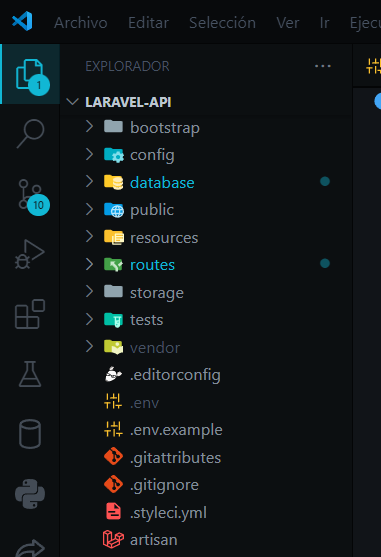 Archivo Editar Selección Ver Ir Ejecu
EXPLORADOR
LARAVEL-API
bootstrap
config
database
public
resources
routes
storage
tests
vendor
.editorconfig
.env
.env.example
.gitattributes
.gitignore
.styleci.yml
artisan
1
10